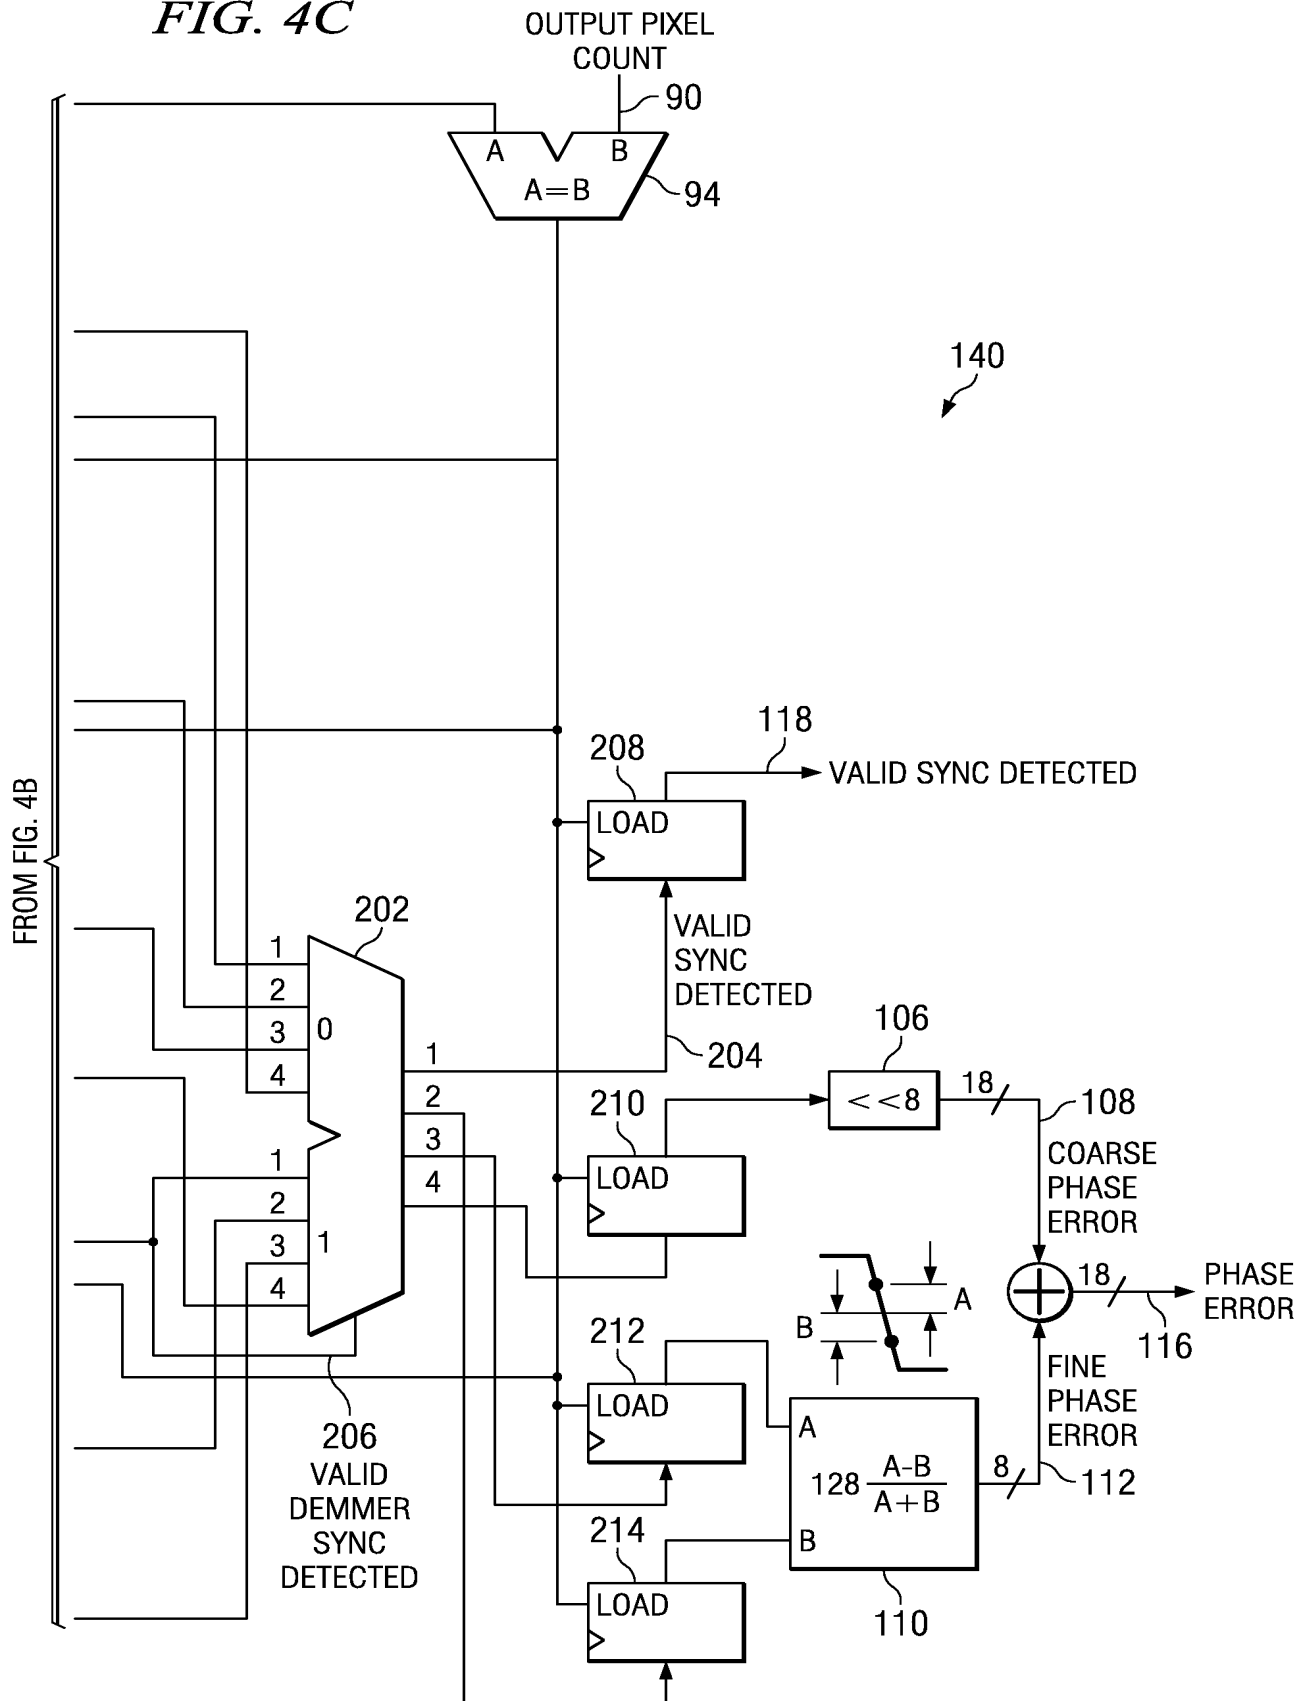 FIG. 4C
OUTPUT PIXEL
COUNT
90
A
B
A=B
94
140
118
208
VALID SYNC DETECTED
LOAD
FROM FIG. 4B
202
VALID
SYNC
DETECTED
1
2
3
4
0
204
1
2
3
4
106
<<8
18
108
210
LOAD
COARSE
PHASE
ERROR
1
2
3
4
1
18
PHASE
ERROR
116
A
B
212
LOAD
FINE
PHASE
ERROR
112
206
VALID
DEMMER
SYNC
DETECTED
A
128 A-B
A+B
B
8
110
214
LOAD